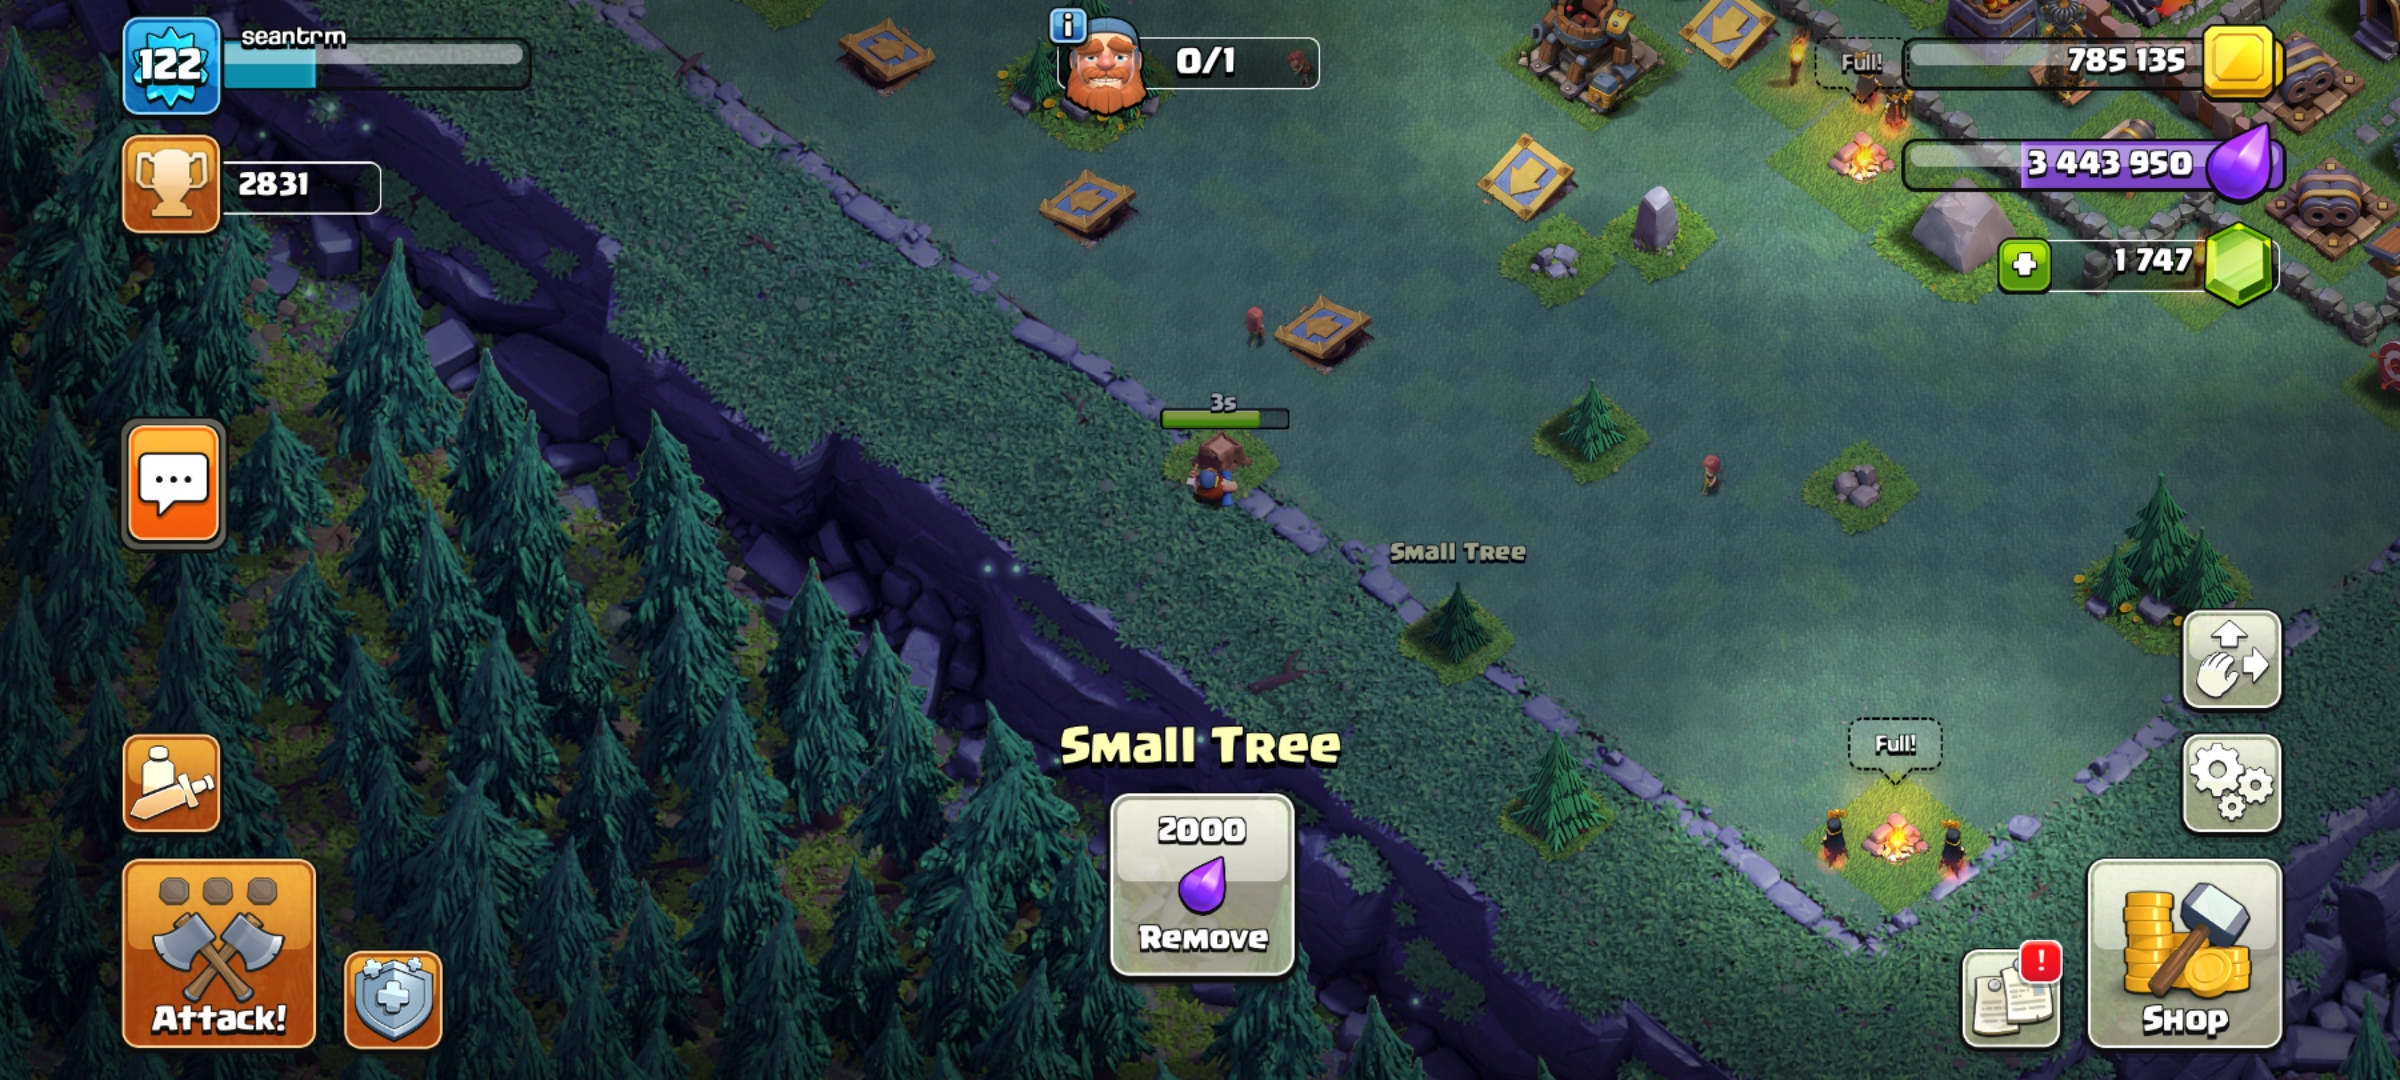 122
seantrm
0/1
Full!
785 135
2831
3 443 950
1 747
3s
Small Tree
Full!
Small Tree
2000
Remove
Attack!
!
Shop